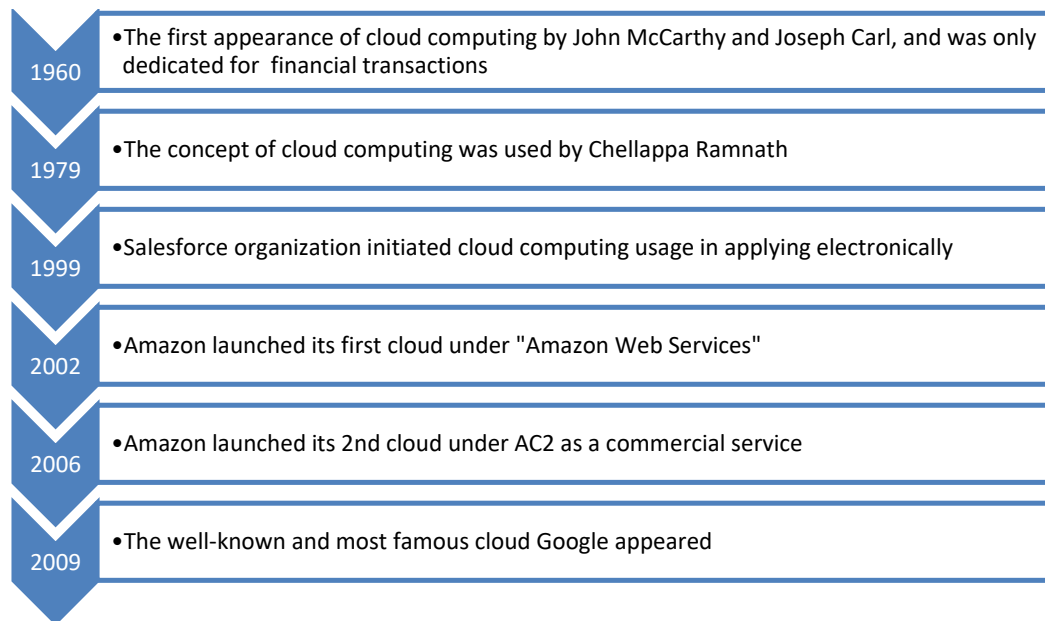 1960
•The first appearance of cloud computing by John McCarthy and Joseph Carl, and was only
dedicated for  financial transactions
1979
•The concept of cloud computing was used by Chellappa Ramnath
1999
•Salesforce organization initiated cloud computing usage in applying electronically
2002
•Amazon launched its first cloud under "Amazon Web Services"
2006
•Amazon launched its 2nd cloud under AC2 as a commercial service
2009
•The well-known and most famous cloud Google appeared